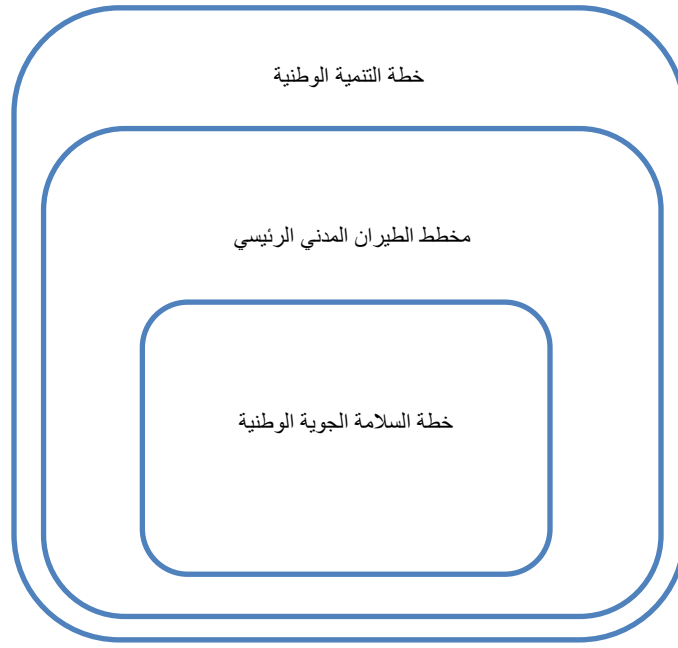 خطة التنمية الوطنية
مخطط الطيران المدني الرئيسي
خطة السلامة الجوية الوطنية